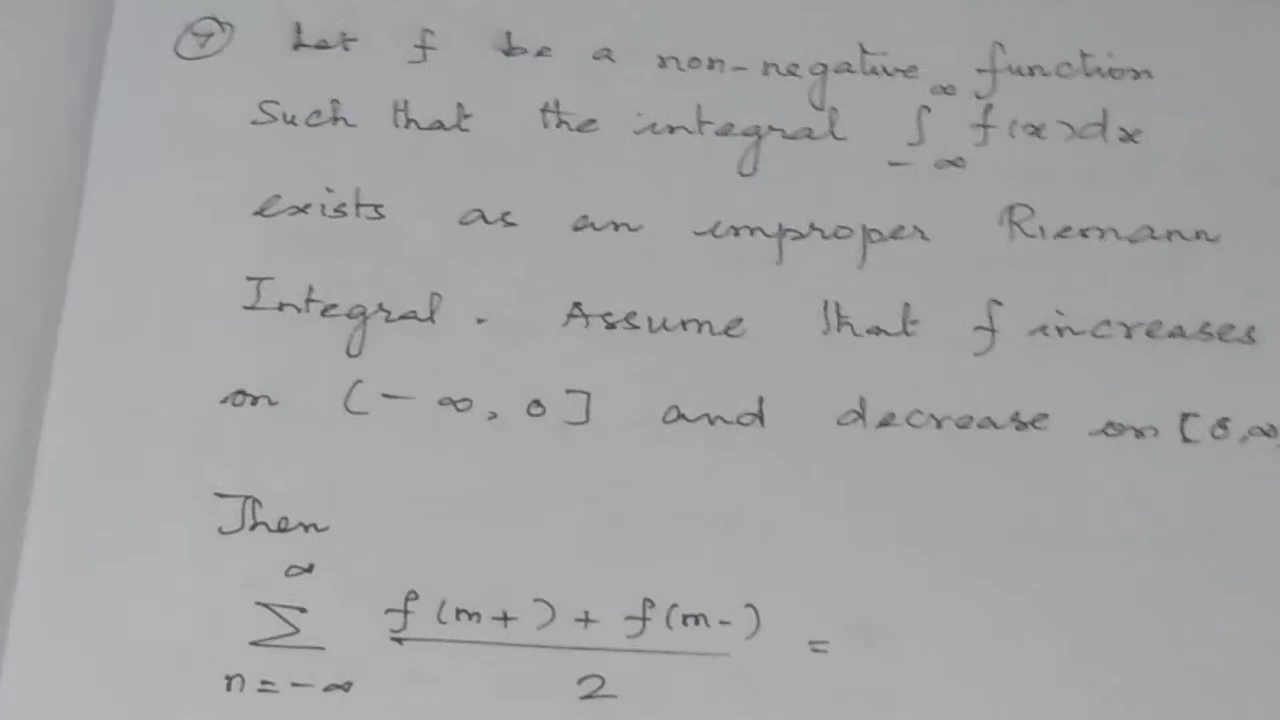 ④ Let f be a non-negative function
Such that the integral ∫_{-∞}^{∞} f(x)dx
exists as an improper Riemann
Integral. Assume that f increases
on (-∞, 0] and decrease on [0,∞
Then
∑_{n=-∞}^{∞} (f(m+) + f(m-))/2 =